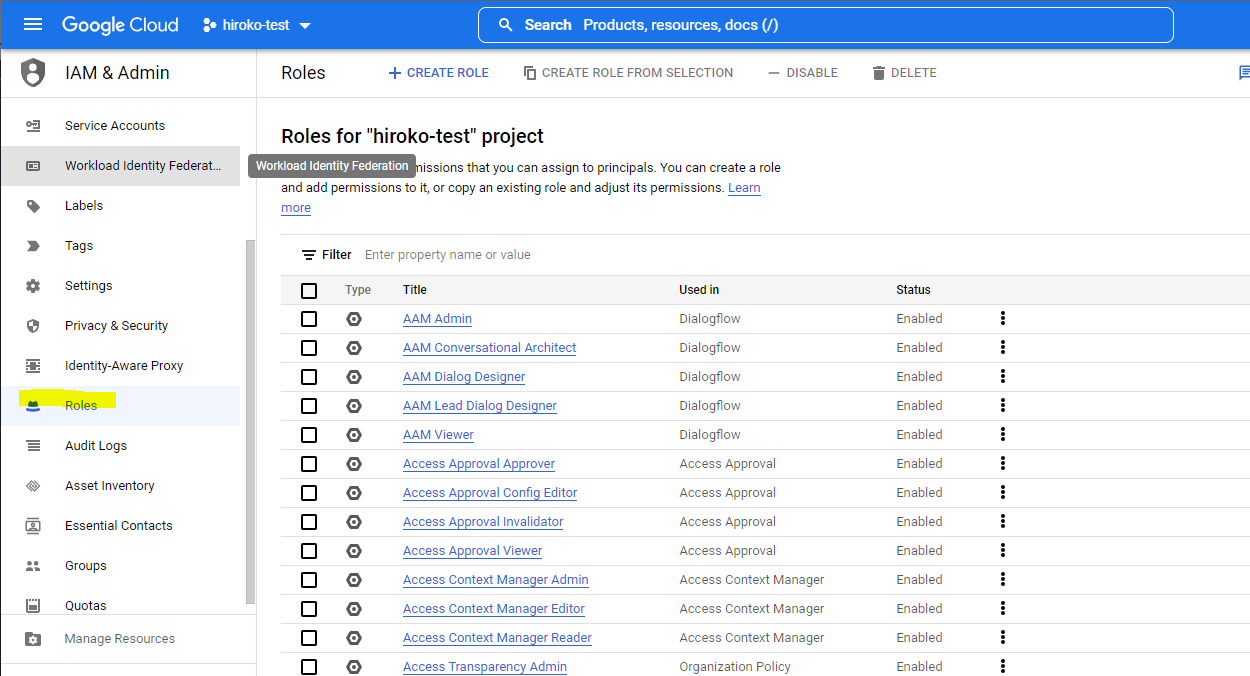 Google Cloud
hiroko-test
Search Products, resources, docs (/)
IAM & Admin
Service Accounts
Workload Identity Federat...
Labels
Tags
Settings
Privacy & Security
Identity-Aware Proxy
Roles
Audit Logs
Asset Inventory
Essential Contacts
Groups
Quotas
Manage Resources
Roles
CREATE ROLE
CREATE ROLE FROM SELECTION
DISABLE
DELETE
Roles for "hiroko-test" project
Workload Identity Federation
missions that you can assign to principals. You can create a role
and add permissions to it, or copy an existing role and adjust its permissions. Learn
more
Filter Enter property name or value
Type Title Used in Status
AAM Admin Dialogflow Enabled
AAM Conversational Architect Dialogflow Enabled
AAM Dialog Designer Dialogflow Enabled
AAM Lead Dialog Designer Dialogflow Enabled
AAM Viewer Dialogflow Enabled
Access Approval Approver Access Approval Enabled
Access Approval Config Editor Access Approval Enabled
Access Approval Invalidator Access Approval Enabled
Access Approval Viewer Access Approval Enabled
Access Context Manager Admin Access Context Manager Enabled
Access Context Manager Editor Access Context Manager Enabled
Access Context Manager Reader Access Context Manager Enabled
Access Transparency Admin Organization Policy Enabled